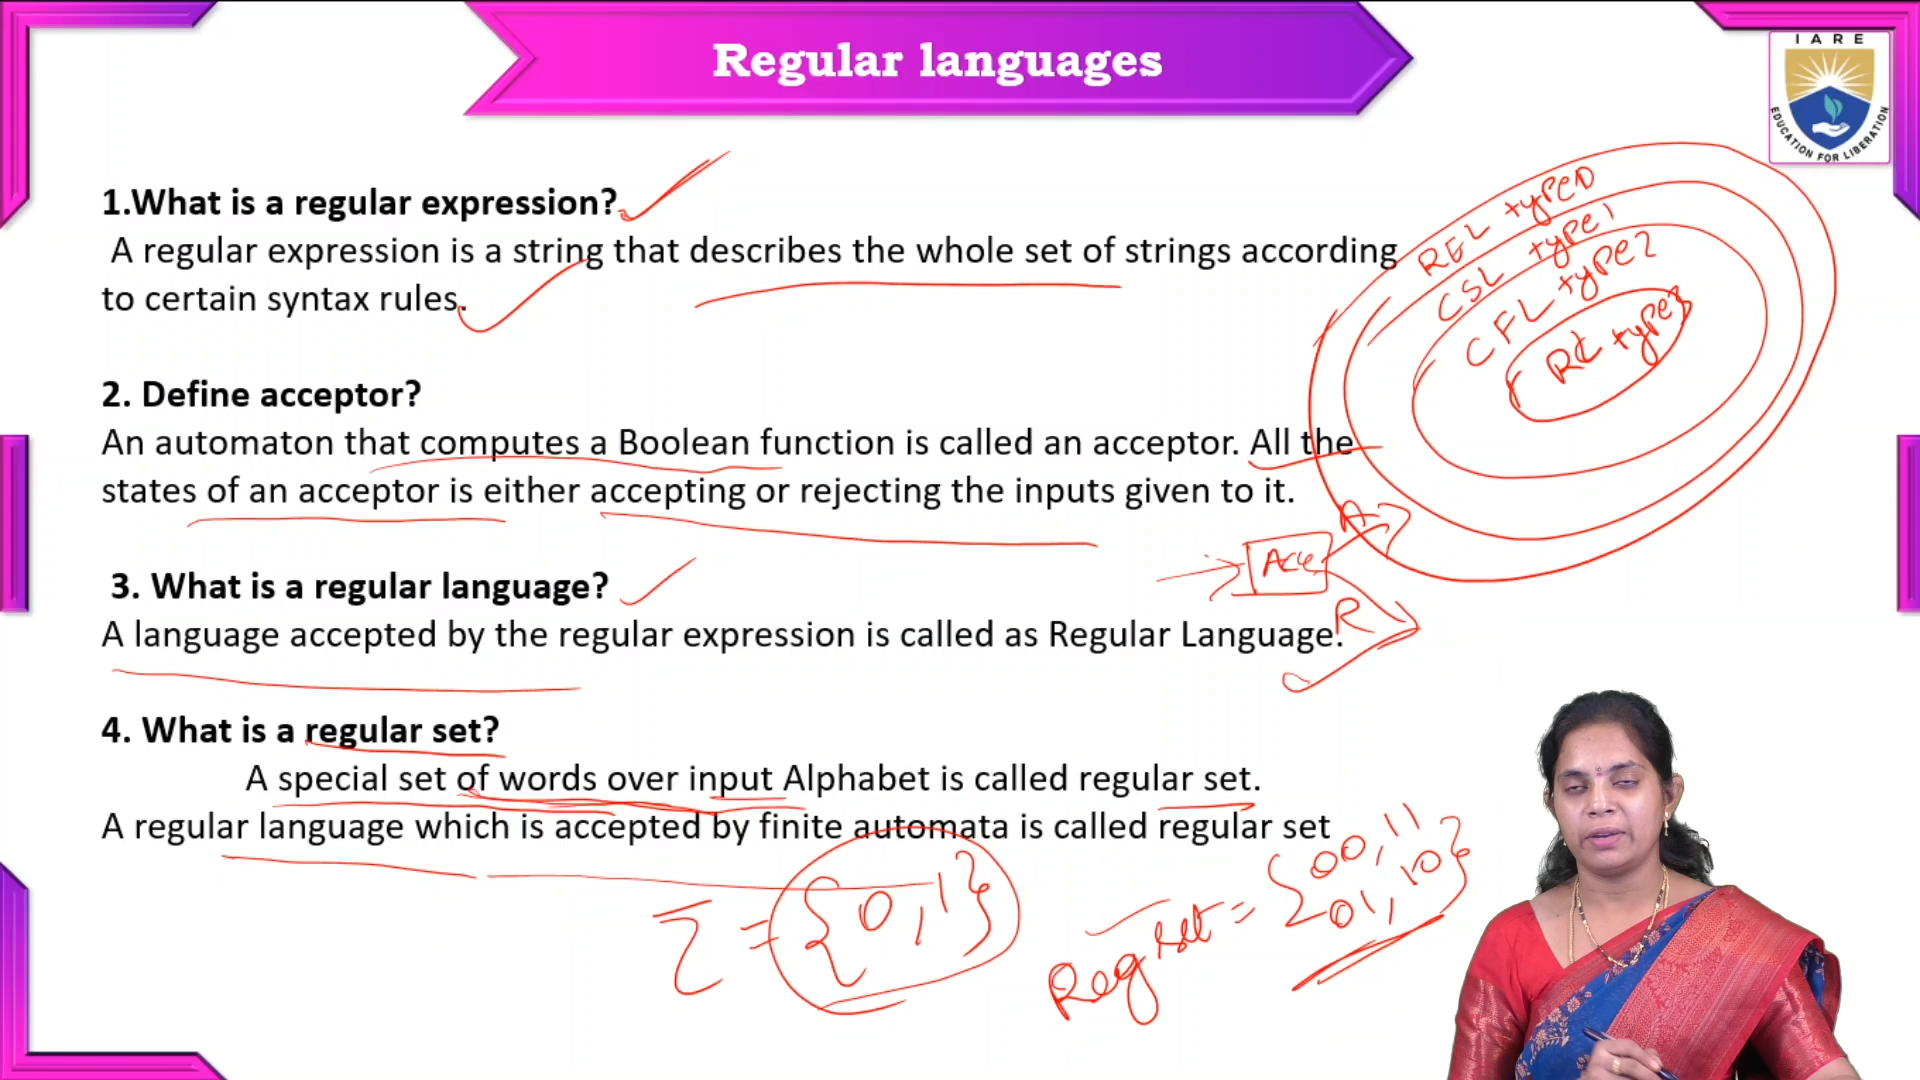 Regular languages
IARE
EDUCATION FOR LIBERATION
1.What is a regular expression?
A regular expression is a string that describes the whole set of strings according
to certain syntax rules.
REL type0
CSL type1
CFL type2
RL type3
2. Define acceptor?
An automaton that computes a Boolean function is called an acceptor. All the
states of an acceptor is either accepting or rejecting the inputs given to it.
A
Acc
R
3. What is a regular language?
A language accepted by the regular expression is called as Regular Language.
4. What is a regular set?
A special set of words over input Alphabet is called regular set.
A regular language which is accepted by finite automata is called regular set
Σ = {0,1}
Reg set = {00,11
01,10}